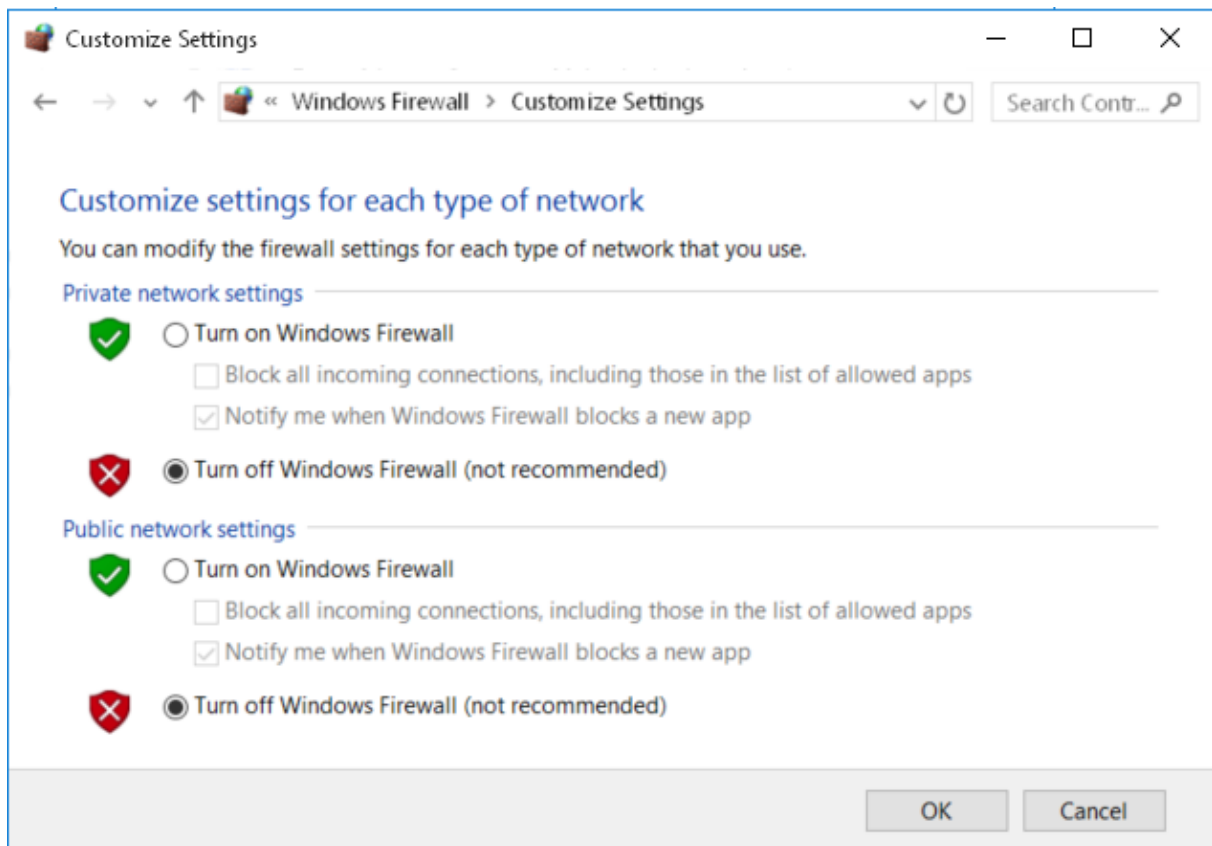 Customize Settings
« Windows Firewall > Customize Settings
Search Contr...
Customize settings for each type of network
You can modify the firewall settings for each type of network that you use.
Private network settings
Turn on Windows Firewall
Block all incoming connections, including those in the list of allowed apps
Notify me when Windows Firewall blocks a new app
Turn off Windows Firewall (not recommended)
Public network settings
Turn on Windows Firewall
Block all incoming connections, including those in the list of allowed apps
Notify me when Windows Firewall blocks a new app
Turn off Windows Firewall (not recommended)
OK
Cancel